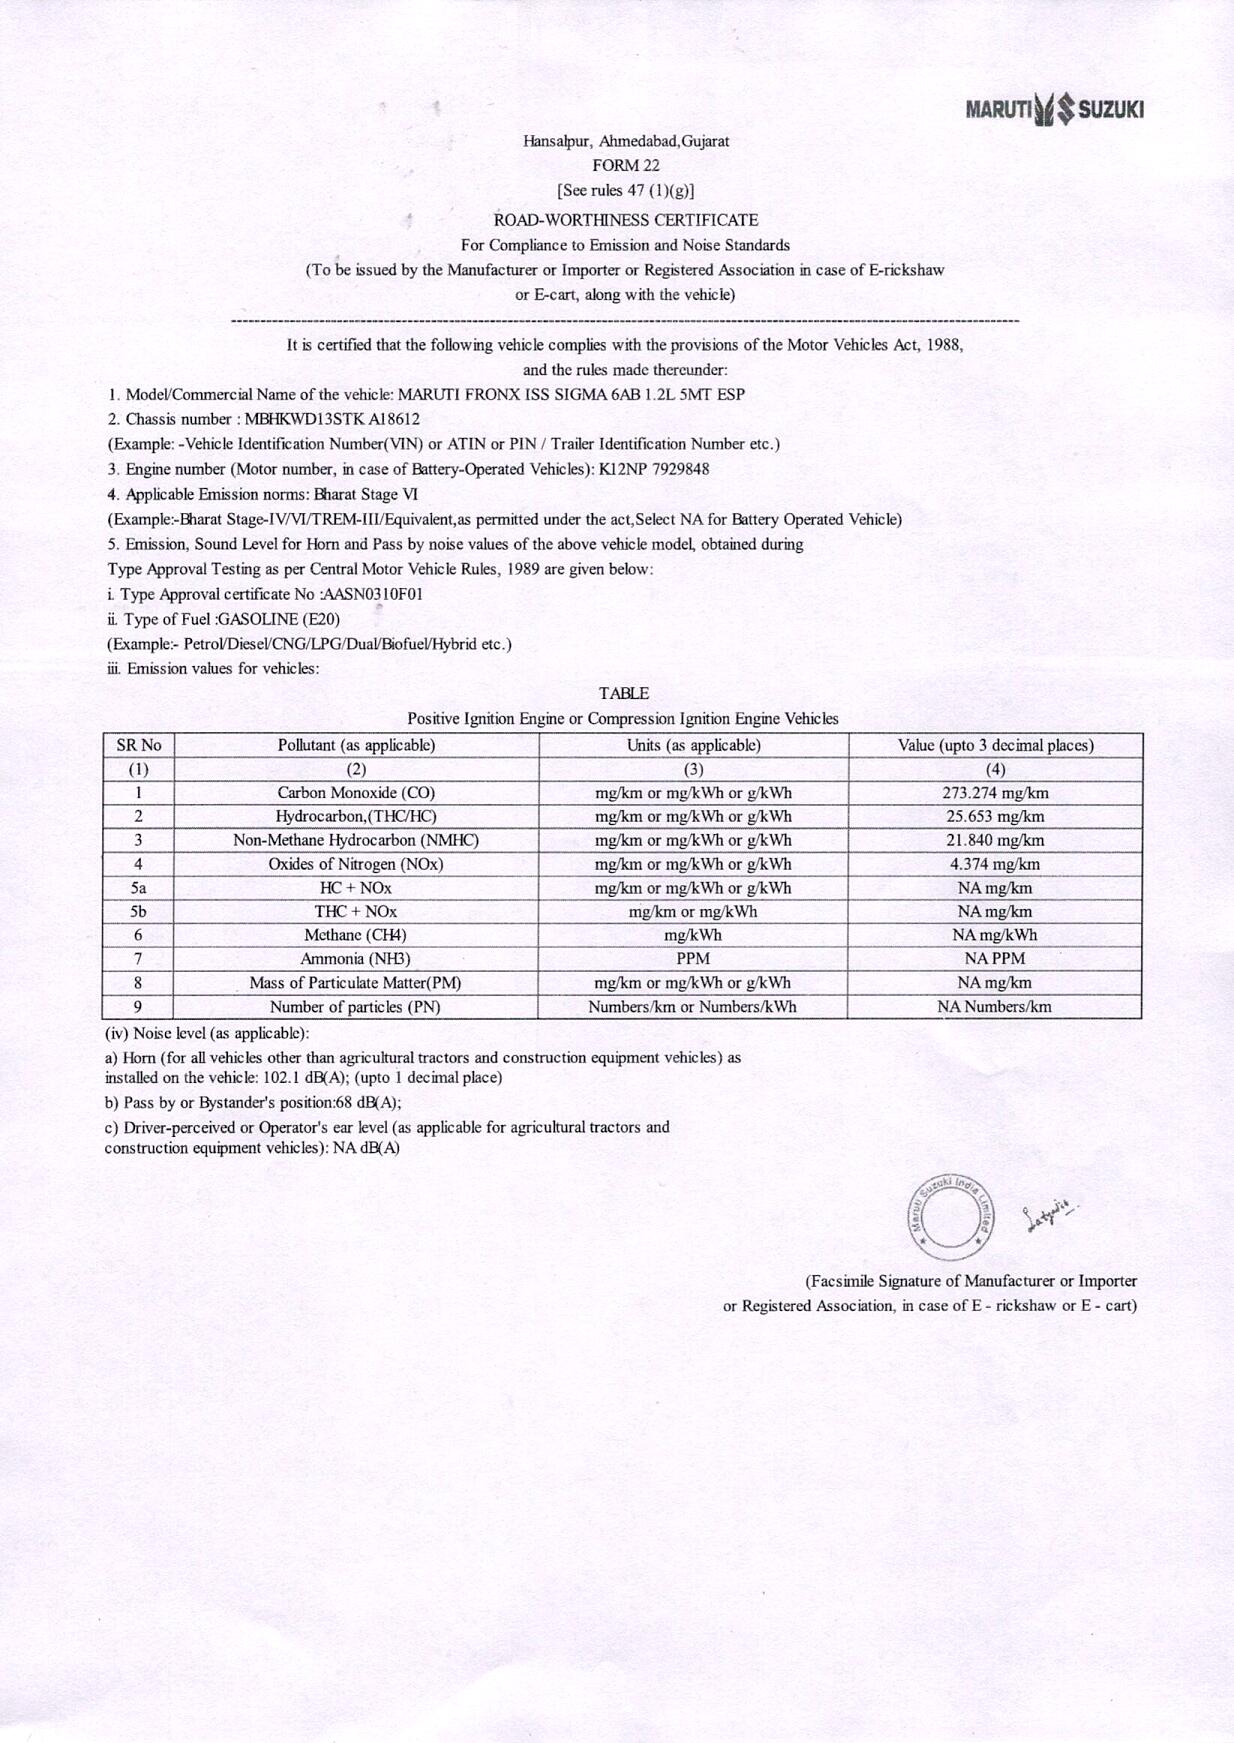 MARUTI SUZUKI
Hansalpur, Ahmedabad,Gujarat
FORM 22
[See rules 47 (1)(g)]
ROAD-WORTHINESS CERTIFICATE
For Compliance to Emission and Noise Standards
(To be issued by the Manufacturer or Importer or Registered Association in case of E-rickshaw
or E-cart, along with the vehicle)
It is certified that the following vehicle complies with the provisions of the Motor Vehicles Act, 1988,
and the rules made thereunder:
1. Model/Commercial Name of the vehicle: MARUTI FRONX ISS SIGMA 6AB 1.2L 5MT ESP
2. Chassis number : MBHKWD13STK A18612
(Example: -Vehicle Identification Number(VIN) or ATIN or PIN / Trailer Identification Number etc.)
3. Engine number (Motor number, in case of Battery-Operated Vehicles): K12NP 7929848
4. Applicable Emission norms: Bharat Stage VI
(Example:-Bharat Stage-IV/VI/TREM-III/Equivalent,as permitted under the act,Select NA for Battery Operated Vehicle)
5. Emission, Sound Level for Horn and Pass by noise values of the above vehicle model, obtained during
Type Approval Testing as per Central Motor Vehicle Rules, 1989 are given below:
i. Type Approval certificate No :AASN0310F01
ii. Type of Fuel :GASOLINE (E20)
(Example:- Petrol/Diesel/CNG/LPG/Dual/Biofuel/Hybrid etc.)
iii. Emission values for vehicles:
TABLE
Positive Ignition Engine or Compression Ignition Engine Vehicles
SR No Pollutant (as applicable) Units (as applicable) Value (upto 3 decimal places)
(1) (2) (3) (4)
1 Carbon Monoxide (CO) mg/km or mg/kWh or g/kWh 273.274 mg/km
2 Hydrocarbon,(THC/HC) mg/km or mg/kWh or g/kWh 25.653 mg/km
3 Non-Methane Hydrocarbon (NMHC) mg/km or mg/kWh or g/kWh 21.840 mg/km
4 Oxides of Nitrogen (NOx) mg/km or mg/kWh or g/kWh 4.374 mg/km
5a HC + NOx mg/km or mg/kWh or g/kWh NA mg/km
5b THC + NOx mg/km or mg/kWh NA mg/km
6 Methane (CH4) mg/kWh NA mg/kWh
7 Ammonia (NH3) PPM NA PPM
8 Mass of Particulate Matter(PM) mg/km or mg/kWh or g/kWh NA mg/km
9 Number of particles (PN) Numbers/km or Numbers/kWh NA Numbers/km
(iv) Noise level (as applicable):
a) Horn (for all vehicles other than agricultural tractors and construction equipment vehicles) as
installed on the vehicle: 102.1 dB(A); (upto 1 decimal place)
b) Pass by or Bystander's position:68 dB(A);
c) Driver-perceived or Operator's ear level (as applicable for agricultural tractors and
construction equipment vehicles): NA dB(A)
Maruti Suzuki India Limited
(Facsimile Signature of Manufacturer or Importer
or Registered Association, in case of E - rickshaw or E - cart)